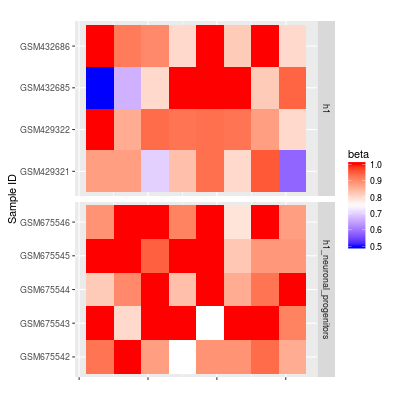 GSM432686
GSM432685
GSM429322
GSM429321
h1
GSM675546
GSM675545
GSM675544
GSM675543
GSM675542
h1_neuronal_progenitors
Sample ID
beta
1.0
0.9
0.8
0.7
0.6
0.5